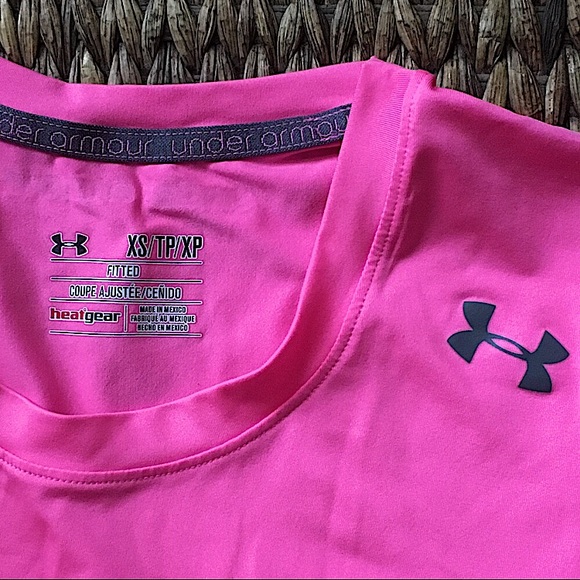 under armour under armour
XS/TP/XP
FITTED
COUPE AJUSTÉE/CEÑIDO
heatgear
MADE IN MEXICO
FABRIQUÉ AU MEXIQUE
HECHO EN MEXICO